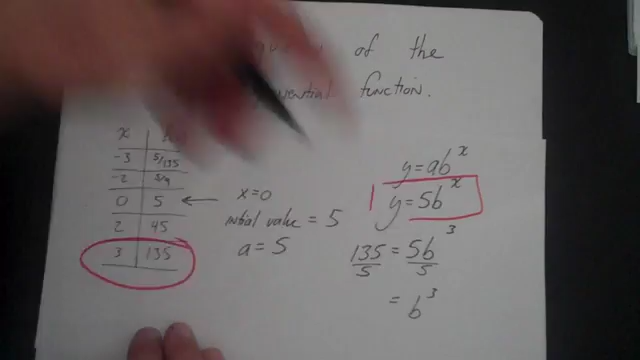 of the
function.
x
-3 5/135
-2 5/9
0 5
2 45
3 135
x=0
initial value = 5
a = 5
y=ab^x
y=5b^x
135/5 = 5b^3/5
= b^3